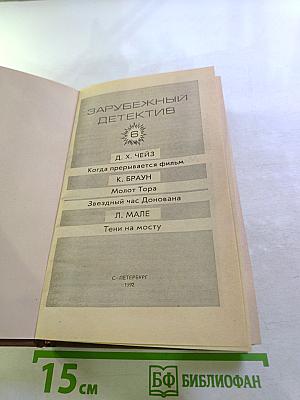 ЗАРУБЕЖНЫЙ
ДЕТЕКТИВ
6
Д. Х. ЧЕЙЗ
Когда прерывается фильм
К. БРАУН
Молот Тора
Звездный час Донована
Л. МАЛЕ
Тени на мосту
С-ПЕТЕРБУРГ
1992
15 см
БФ БИБЛИОФАН